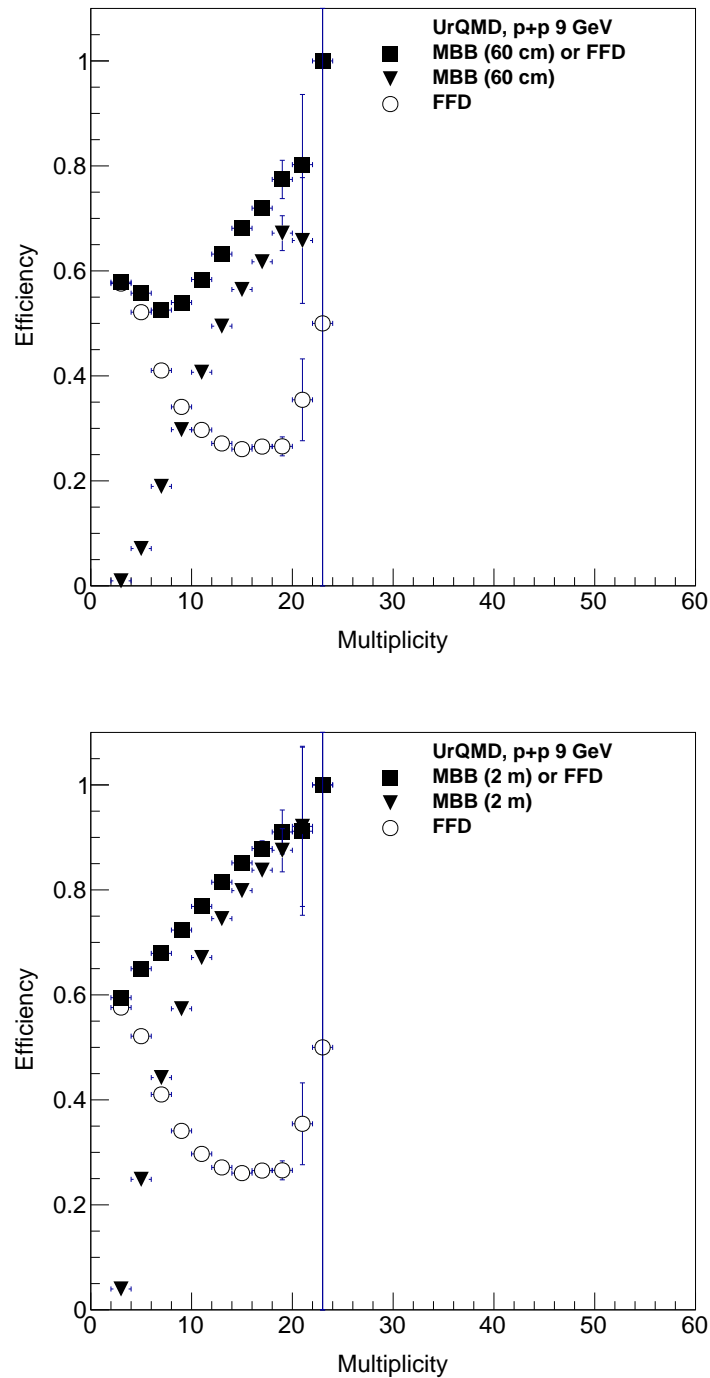 UrQMD, p+p 9 GeV
MBB (60 cm) or FFD
MBB (60 cm)
FFD
1
0.8
0.6
0.4
0.2
0
Efficiency
0 10 20 30 40 50 60
Multiplicity
UrQMD, p+p 9 GeV
MBB (2 m) or FFD
MBB (2 m)
FFD
1
0.8
0.6
0.4
0.2
0
Efficiency
0 10 20 30 40 50 60
Multiplicity